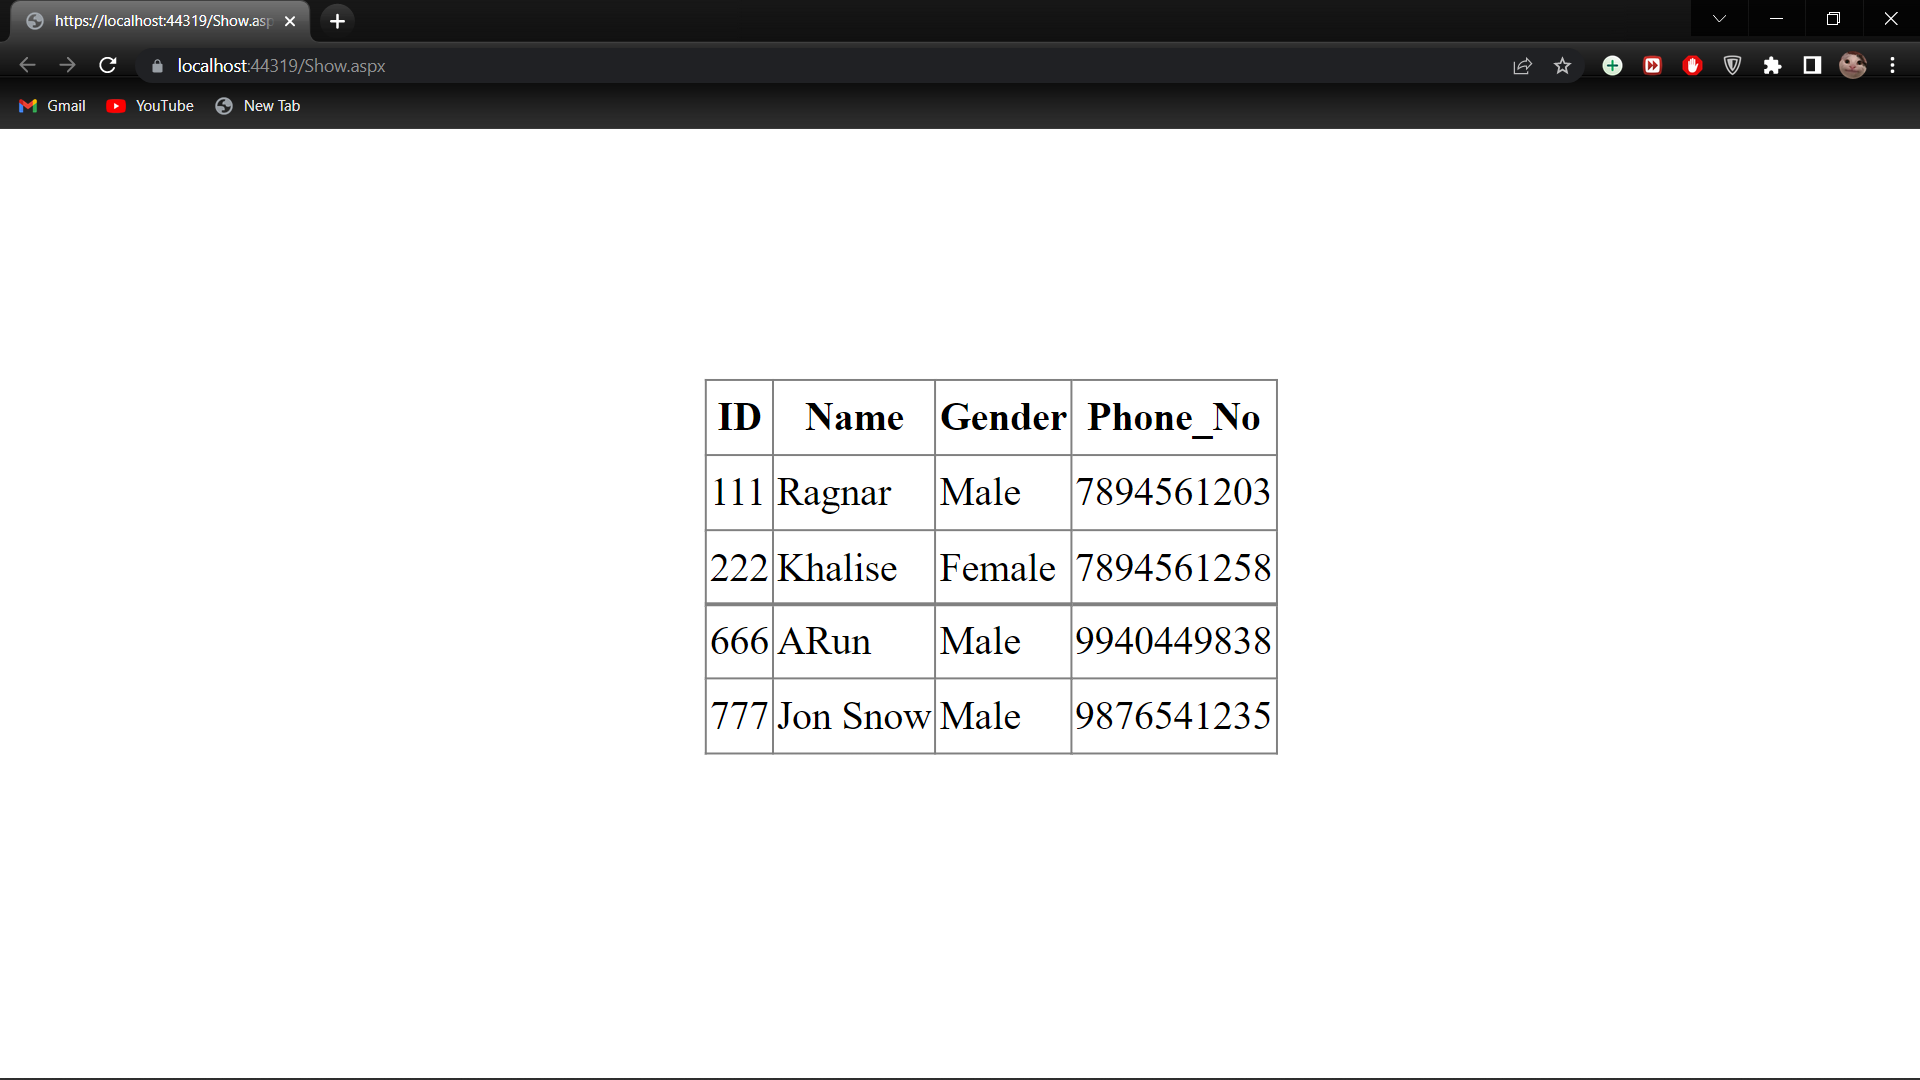 https://localhost:44319/Show.asp
localhost:44319/Show.aspx
Gmail YouTube New Tab
ID Name Gender Phone_No
111 Ragnar Male 7894561203
222 Khalise Female 7894561258
666 ARun Male 9940449838
777 Jon Snow Male 9876541235